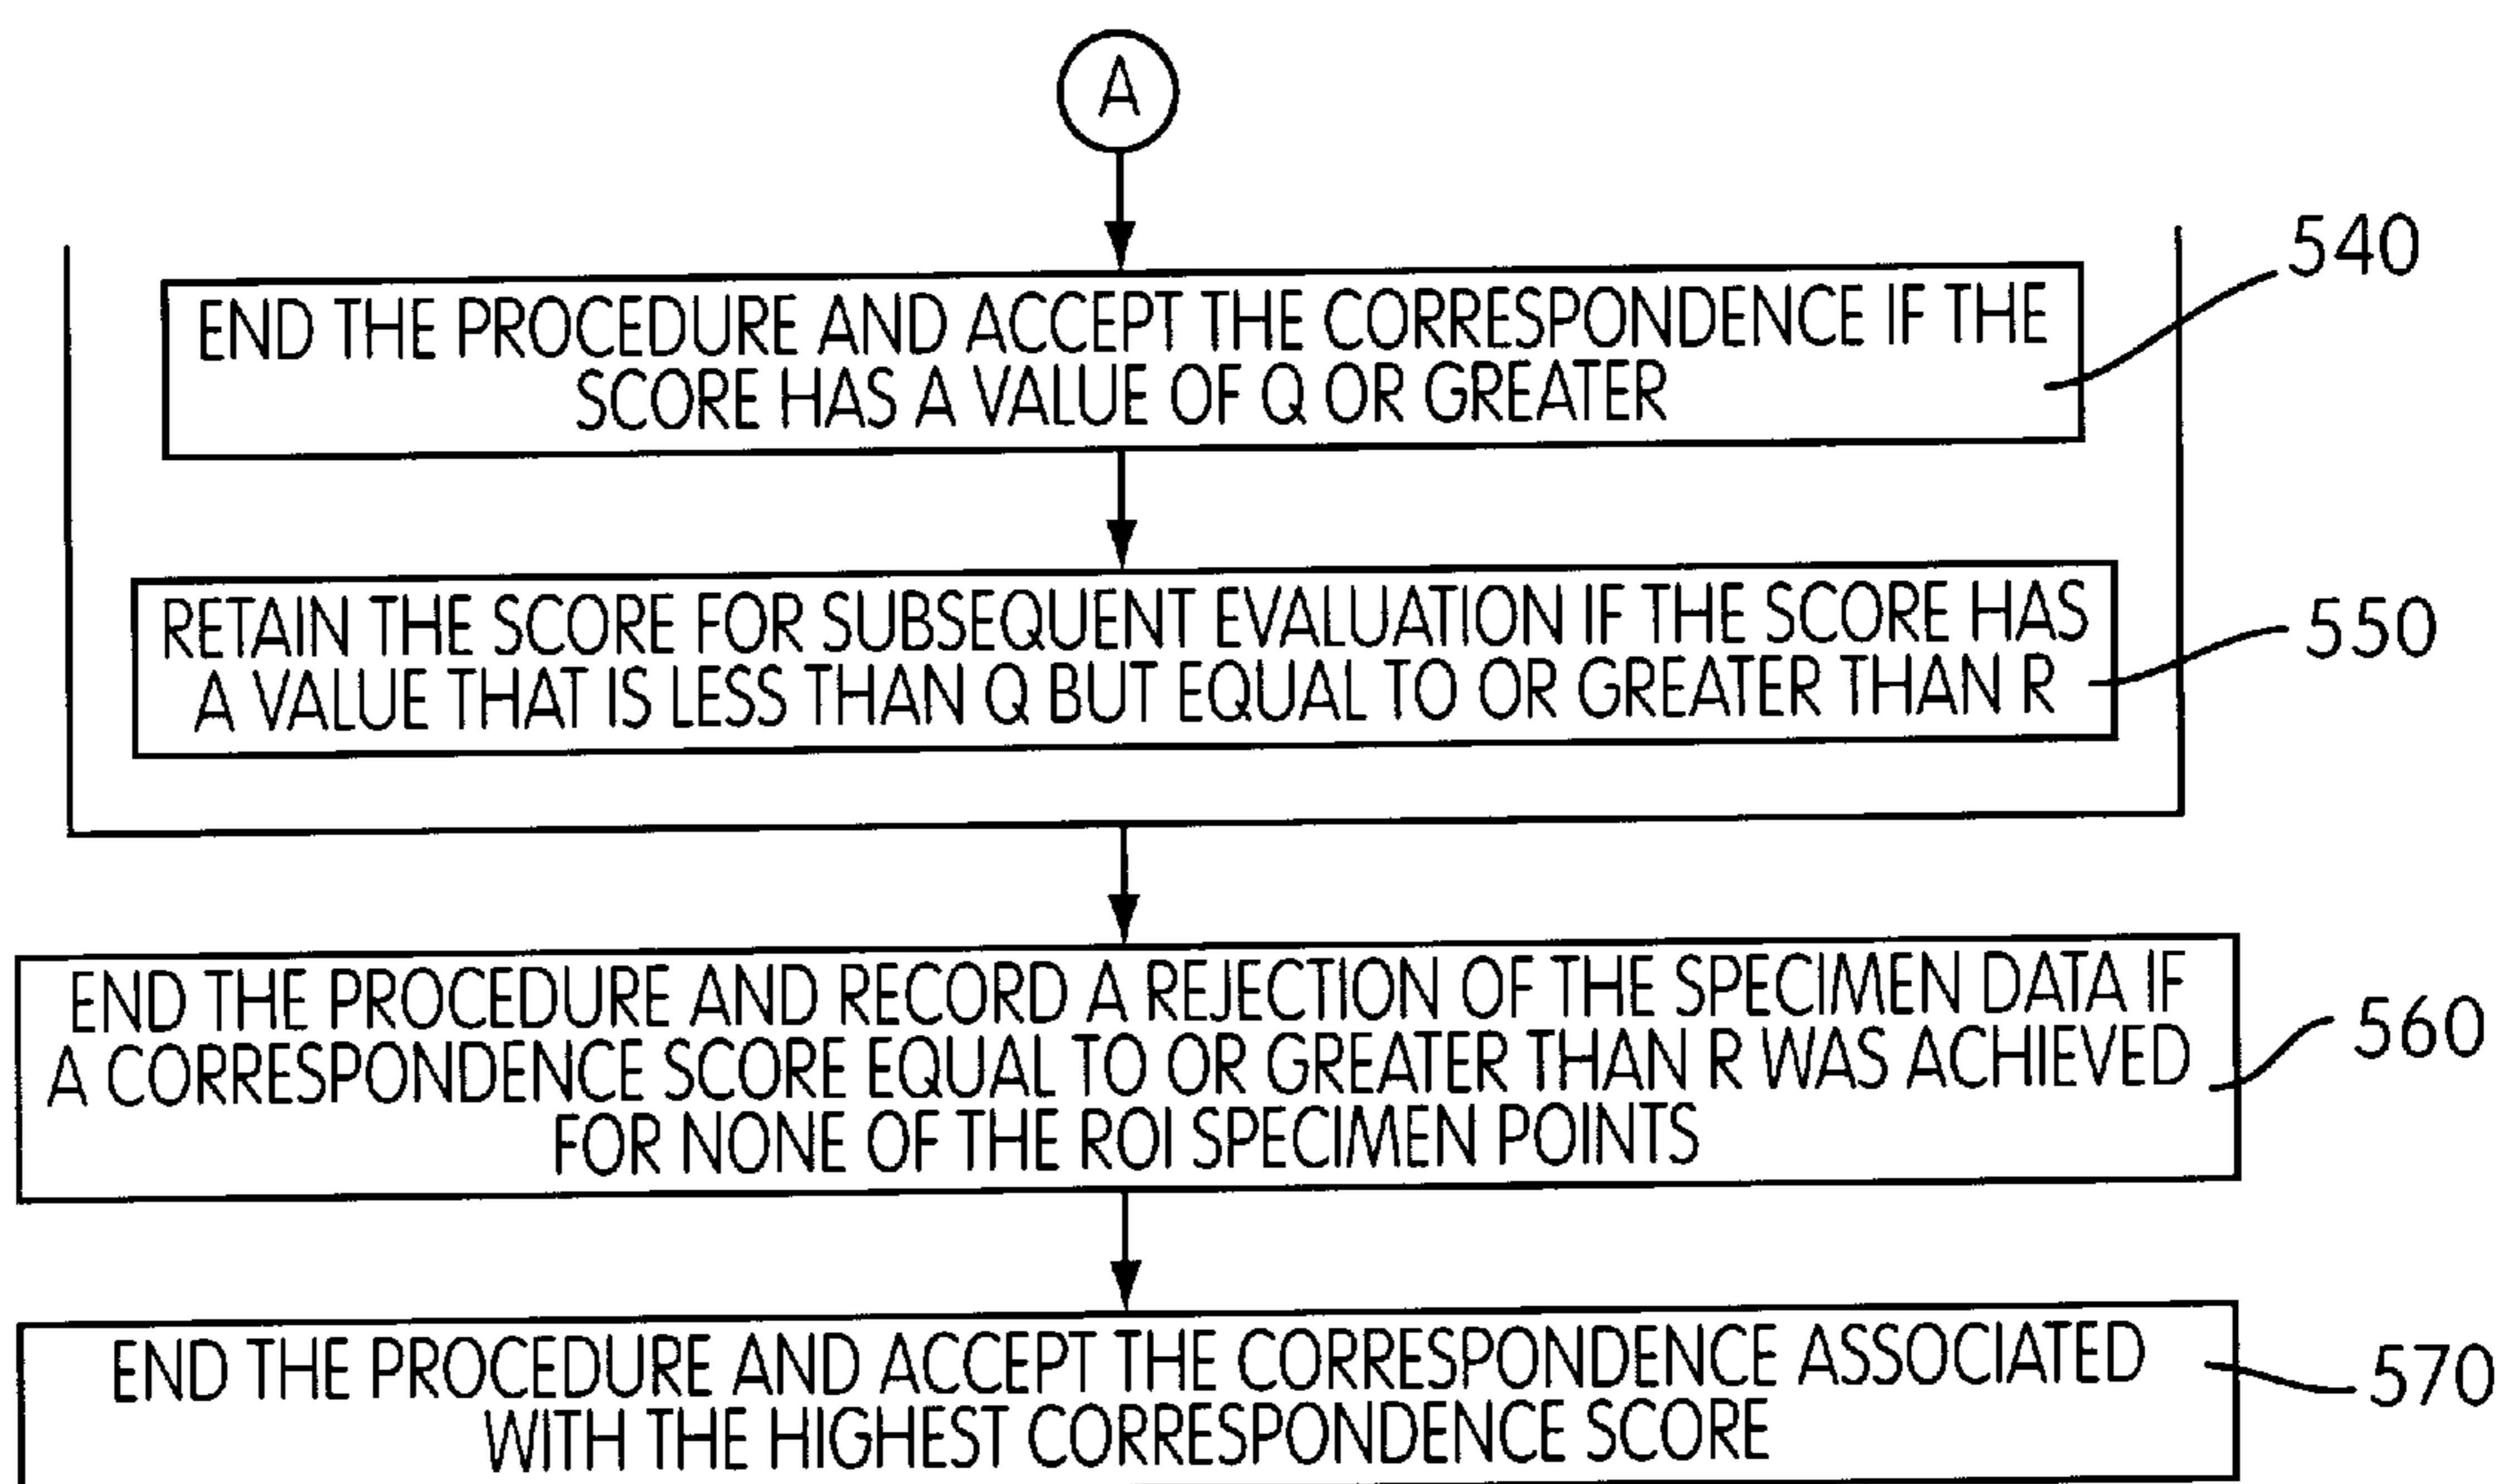 A
540
END THE PROCEDURE AND ACCEPT THE CORRESPONDENCE IF THE
SCORE HAS A VALUE OF Q OR GREATER
550
RETAIN THE SCORE FOR SUBSEQUENT EVALUATION IF THE SCORE HAS
A VALUE THAT IS LESS THAN Q BUT EQUAL TO OR GREATER THAN R
560
END THE PROCEDURE AND RECORD A REJECTION OF THE SPECIMEN DATA IF
A CORRESPONDENCE SCORE EQUAL TO OR GREATER THAN R WAS ACHIEVED
FOR NONE OF THE ROI SPECIMEN POINTS
570
END THE PROCEDURE AND ACCEPT THE CORRESPONDENCE ASSOCIATED
WITH THE HIGHEST CORRESPONDENCE SCORE